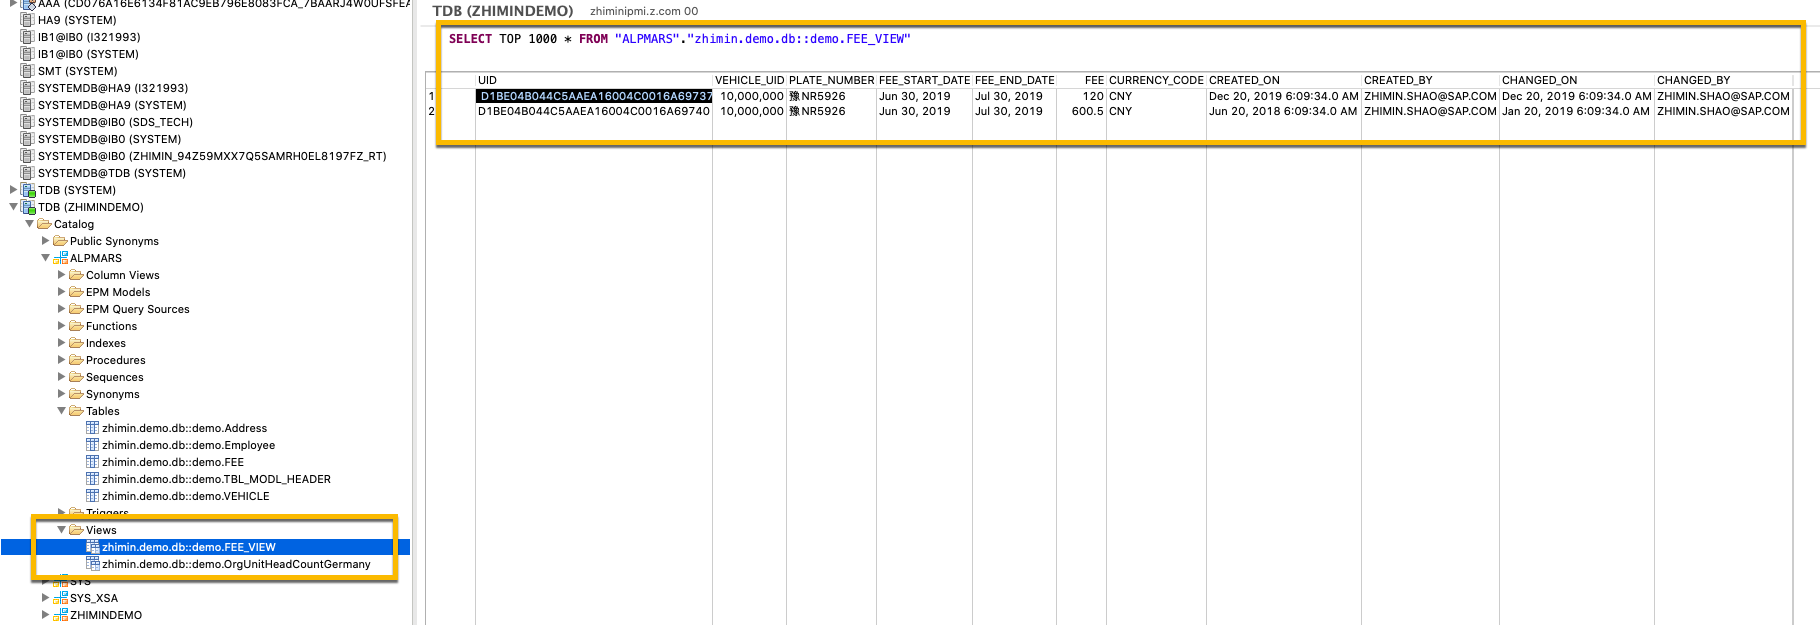 AAA (CD076A16E6134F81AC9EB796E8083FCA_7BAARJ4W0UFSFEA
HA9 (SYSTEM)
IB1@IB0 (I321993)
IB1@IB0 (SYSTEM)
SMT (SYSTEM)
SYSTEMDB@HA9 (I321993)
SYSTEMDB@HA9 (SYSTEM)
SYSTEMDB@IB0 (SDS_TECH)
SYSTEMDB@IB0 (SYSTEM)
SYSTEMDB@IB0 (ZHIMIN_94Z59MXX7Q5SAMRH0EL8197FZ_RT)
SYSTEMDB@TDB (SYSTEM)
TDB (SYSTEM)
TDB (ZHIMINDEMO)
Catalog
Public Synonyms
ALPMARS
Column Views
EPM Models
EPM Query Sources
Functions
Indexes
Procedures
Sequences
Synonyms
Tables
zhimin.demo.db::demo.Address
zhimin.demo.db::demo.Employee
zhimin.demo.db::demo.FEE
zhimin.demo.db::demo.TBL_MODL_HEADER
zhimin.demo.db::demo.VEHICLE
Triggers
Views
zhimin.demo.db::demo.FEE_VIEW
zhimin.demo.db::demo.OrgUnitHeadCountGermany
SYS
SYS_XSA
ZHIMINDEMO
TDB (ZHIMINDEMO) zhiminipmi.z.com 00
SELECT TOP 1000 * FROM "ALPMARS"."zhimin.demo.db::demo.FEE_VIEW"
UID VEHICLE_UID PLATE_NUMBER FEE_START_DATE FEE_END_DATE FEE CURRENCY_CODE CREATED_ON CREATED_BY CHANGED_ON CHANGED_BY
1 D1BE04B044C5AAEA16004C0016A69737 10,000,000 豫NR5926 Jun 30, 2019 Jul 30, 2019 120 CNY Dec 20, 2019 6:09:34.0 AM ZHIMIN.SHAO@SAP.COM Dec 20, 2019 6:09:34.0 AM ZHIMIN.SHAO@SAP.COM
2 D1BE04B044C5AAEA16004C0016A69740 10,000,000 豫NR5926 Jun 30, 2019 Jul 30, 2019 600.5 CNY Jun 20, 2018 6:09:34.0 AM ZHIMIN.SHAO@SAP.COM Jan 20, 2019 6:09:34.0 AM ZHIMIN.SHAO@SAP.COM